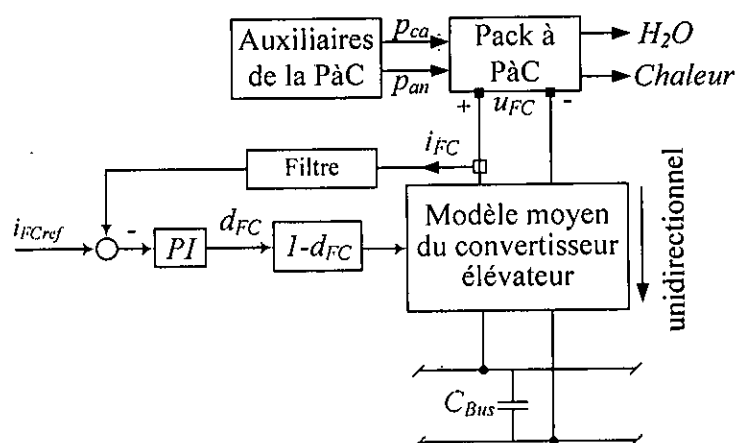 Auxiliaires
de la PàC
p_ca
p_an
Pack à
PàC
H₂O
Chaleur
+ u_FC -
i_FC
Filtre
i_FCref
-
PI
d_FC
1-d_FC
Modèle moyen
du convertisseur
élévateur
unidirectionnel
C_Bus